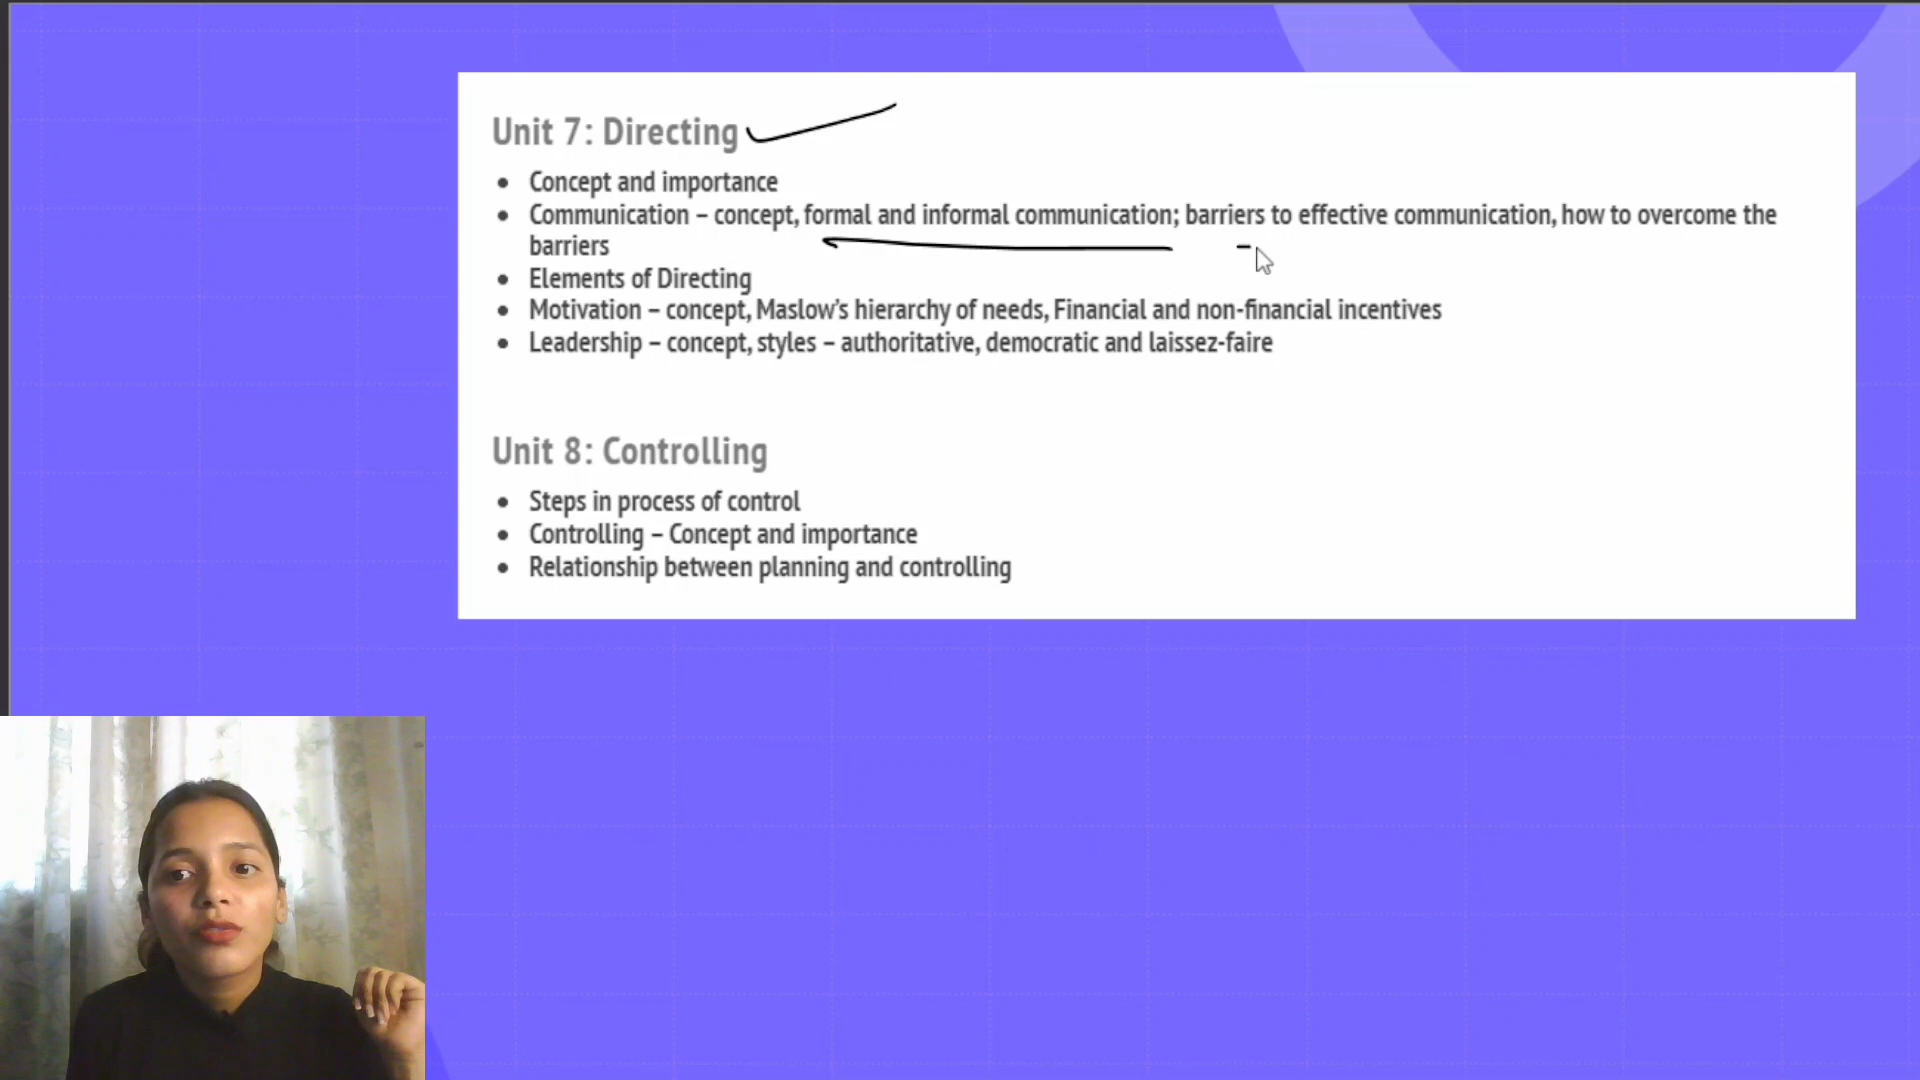 Unit 7: Directing
• Concept and importance
• Communication – concept, formal and informal communication; barriers to effective communication, how to overcome the
barriers
• Elements of Directing
• Motivation – concept, Maslow's hierarchy of needs, Financial and non-financial incentives
• Leadership – concept, styles – authoritative, democratic and laissez-faire
Unit 8: Controlling
• Steps in process of control
• Controlling – Concept and importance
• Relationship between planning and controlling